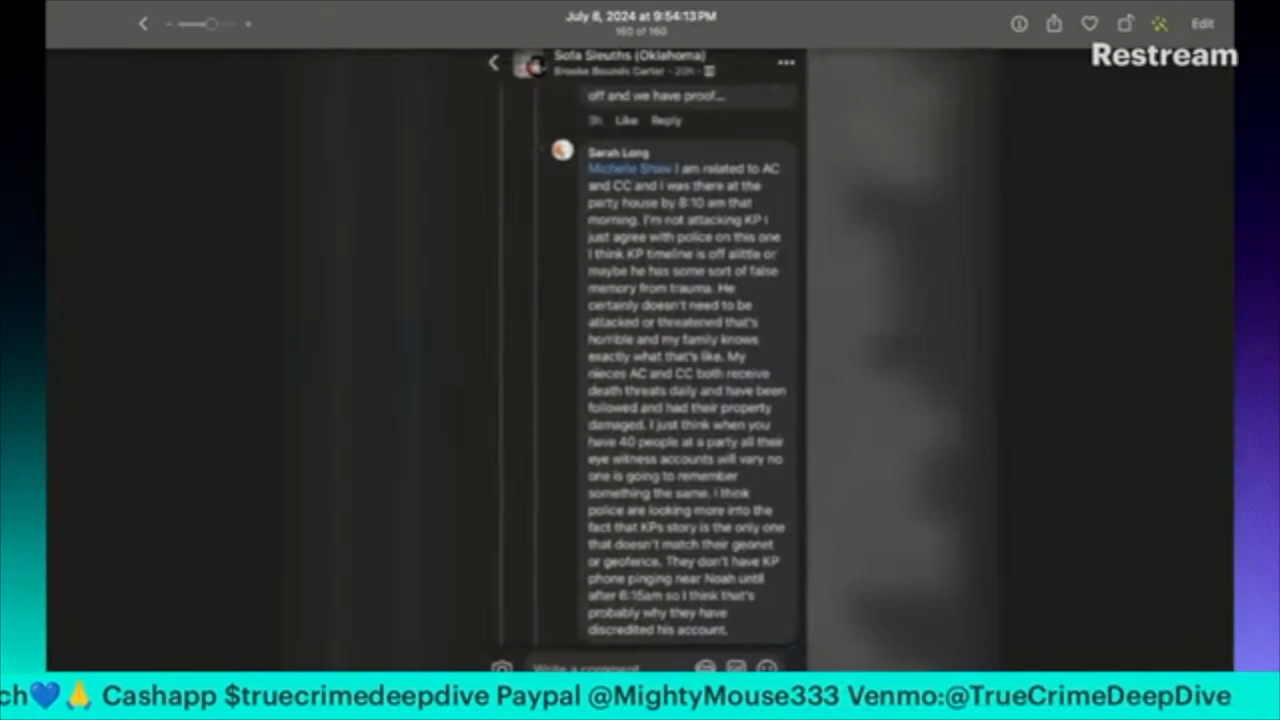 July 8, 2024 at 9:54:13 PM
160 of 160
Edit
Restream
Sofa Sleuths (Oklahoma)
Brooke Bounds Carter · 20h ·
off and we have proof...
3h Like Reply
Sarah Long
Michelle Shaw I am related to AC
and CC and I was there at the
party house by 8:10 am that
morning. I'm not attacking KP I
just agree with police on this one
I think KP timeline is off alittle or
maybe he has some sort of false
memory from trauma. He
certainly doesn't need to be
attacked or threatened that's
horrible and my family knows
exactly what that's like. My
nieces AC and CC both receive
death threats daily and have been
followed and had their property
damaged. I just think when you
have 40 people at a party all their
eye witness accounts will vary no
one is going to remember
something the same. I think
police are looking more into the
fact that KPs story is the only one
that doesn't match their geonet
or geofence. They don't have KP
phone pinging near Noah until
after 6:15am so I think that's
probably why they have
discredited his account.
Write a comment
ch💙🙏 Cashapp $truecrimedeepdive Paypal @MightyMouse333 Venmo:@TrueCrimeDeepDive